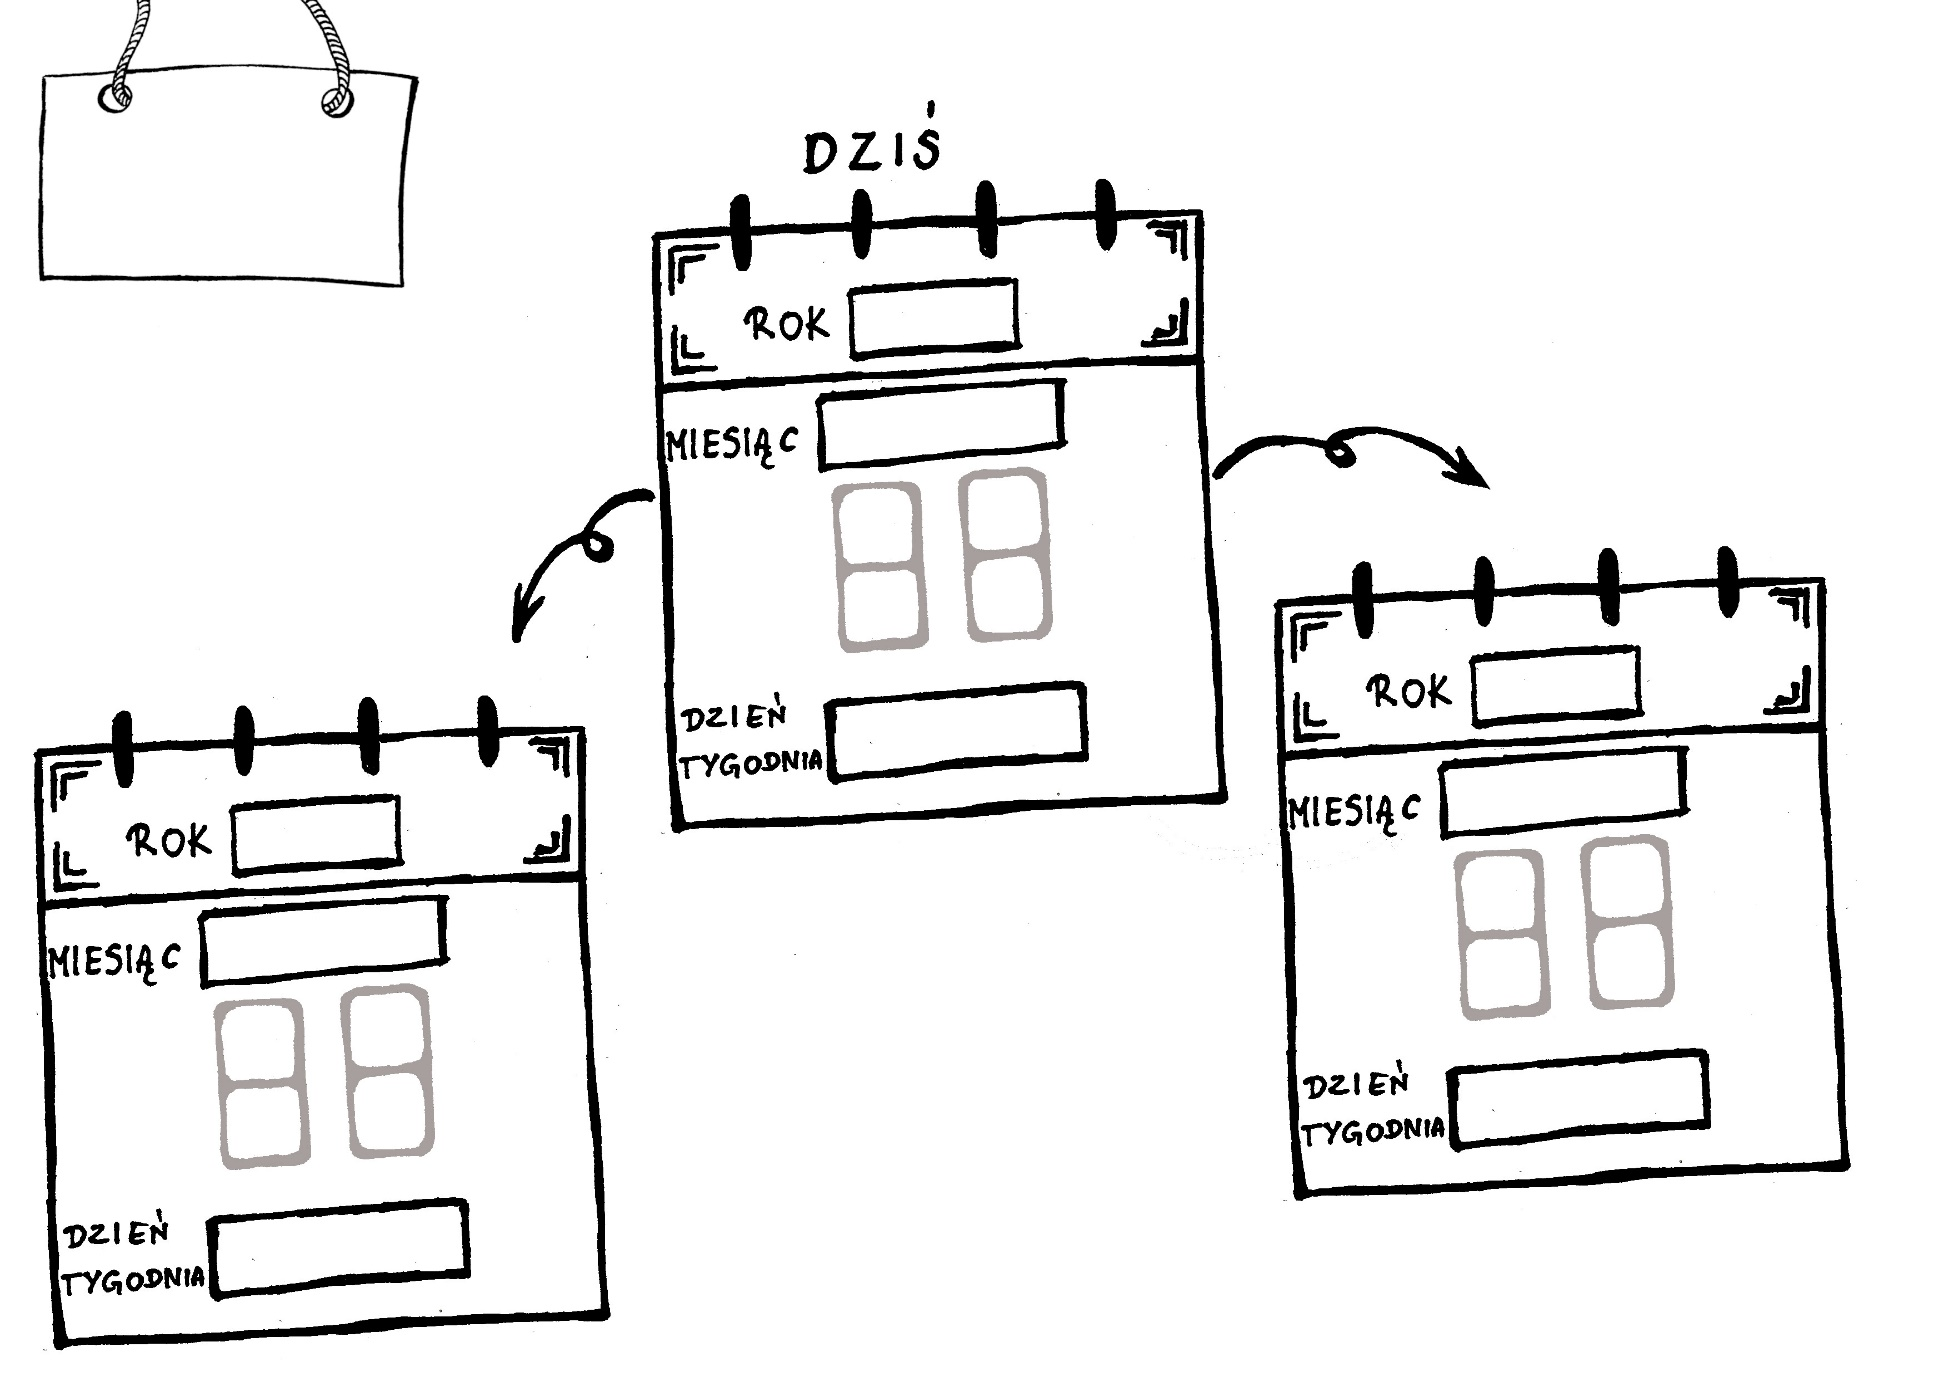 DZIŚ
ROK
MIESIĄC
DZIEŃ
TYGODNIA
ROK
MIESIĄC
DZIEŃ
TYGODNIA
ROK
MIESIĄC
DZIEŃ
TYGODNIA